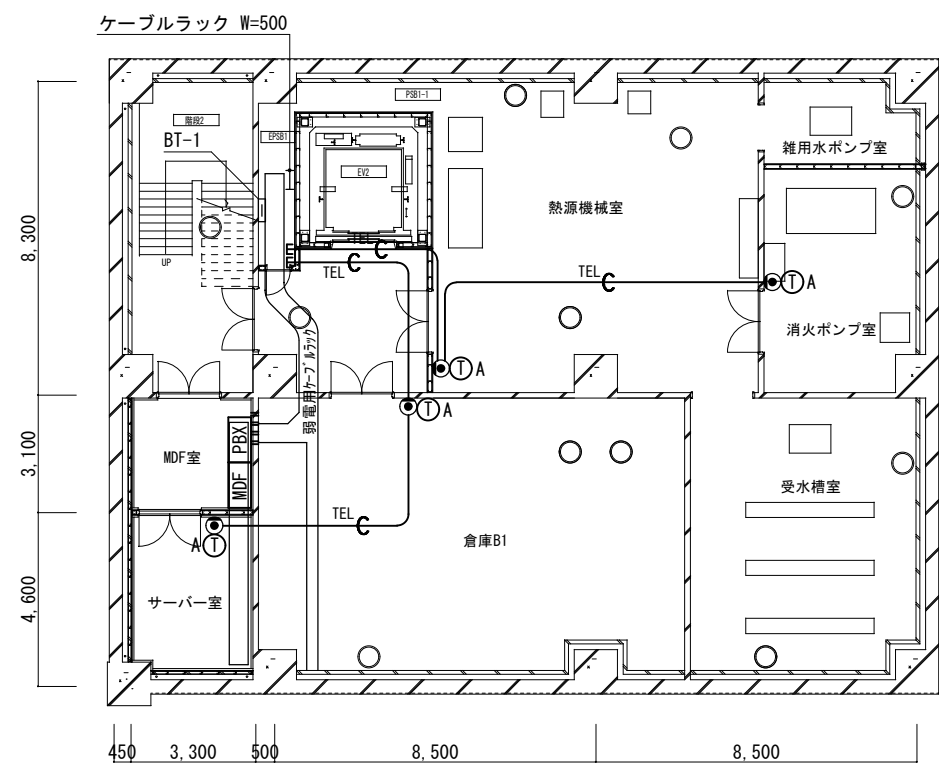 ケーブルラック W=500
PSB1-1
階段2
EPSB1
BT-1
雑用水ポンプ室
EV2
熱源機械室
8,300
UP
TEL
TEL
T A
消火ポンプ室
弱電用ケーブルラック
T A
T A
3,100
MDF室
PBX
MDF
受水槽室
TEL
倉庫B1
A T
4,600
サーバー室
450 3,300 500 8,500 8,500